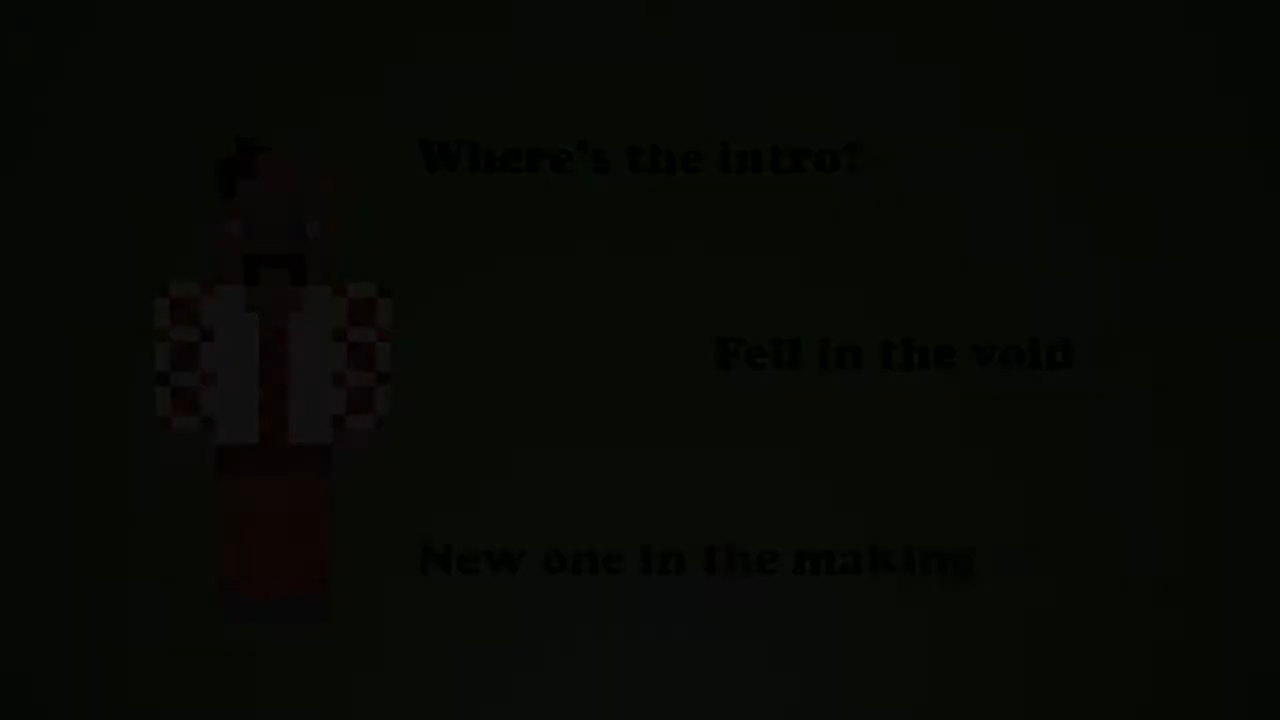 Where's the intro?
Fell in the void
New one in the making